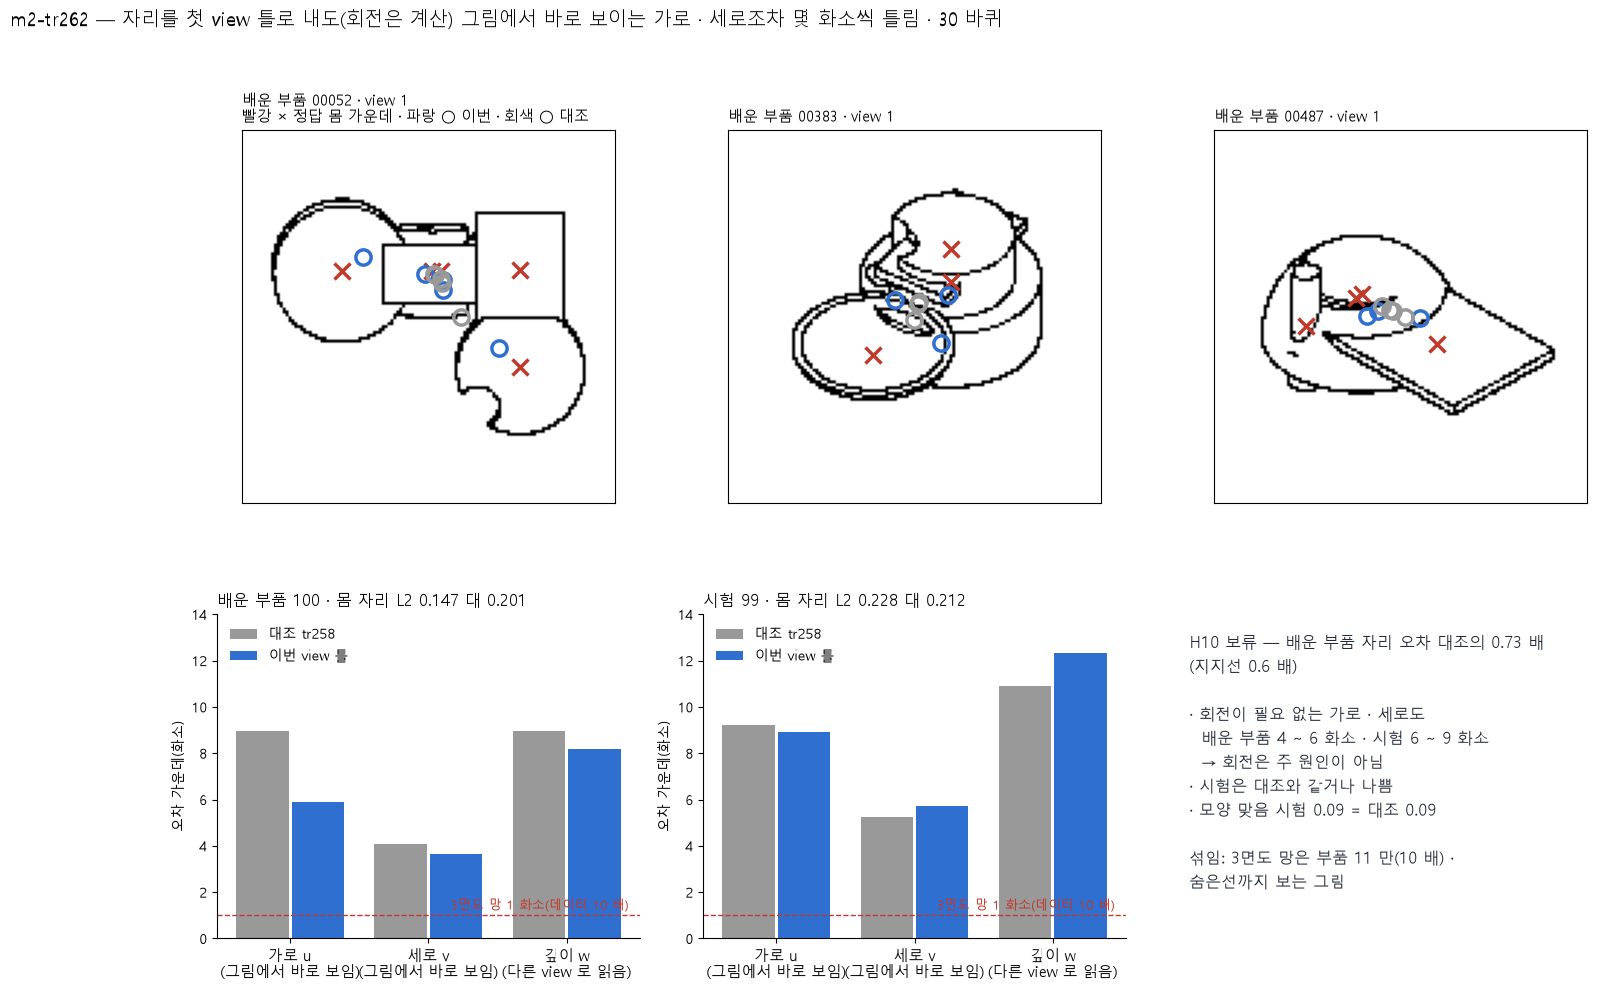 m2-tr262 — 자리를 첫 view 틀로 내도(회전은 계산) 그림에서 바로 보이는 가로 · 세로조차 몇 화소씩 틀림 · 30 바퀴
배운 부품 00052 · view 1
빨강 × 정답 몸 가운데 · 파랑 ○ 이번 · 회색 ○ 대조
배운 부품 00383 · view 1
배운 부품 00487 · view 1
배운 부품 100 · 몸 자리 L2 0.147 대 0.201
14
12
10
8
6
4
2
0
오차 가운데(화소)
대조 tr258
이번 view 틀
3면도 망 1 화소(데이터 10 배)
가로 u
(그림에서 바로 보임)
세로 v
(그림에서 바로 보임)
깊이 w
(다른 view 로 읽음)
시험 99 · 몸 자리 L2 0.228 대 0.212
14
12
10
8
6
4
2
0
오차 가운데(화소)
대조 tr258
이번 view 틀
3면도 망 1 화소(데이터 10 배)
가로 u
(그림에서 바로 보임)
세로 v
(그림에서 바로 보임)
깊이 w
(다른 view 로 읽음)
H10 보류 — 배운 부품 자리 오차 대조의 0.73 배
(지지선 0.6 배)
· 회전이 필요 없는 가로 · 세로도
배운 부품 4 ~ 6 화소 · 시험 6 ~ 9 화소
→ 회전은 주 원인이 아님
· 시험은 대조와 같거나 나쁨
· 모양 맞음 시험 0.09 = 대조 0.09
섞임: 3면도 망은 부품 11 만(10 배) ·
숨은선까지 보는 그림